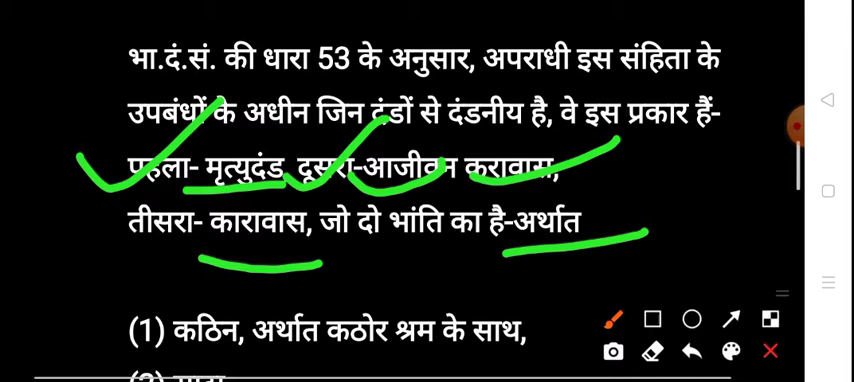 भा.दं.सं. की धारा 53 के अनुसार, अपराधी इस संहिता के
उपबंधों के अधीन जिन दंडों से दंडनीय है, वे इस प्रकार हैं-
पहला- मृत्युदंड, दूसरा-आजीवन करावास,
तीसरा- कारावास, जो दो भांति का है-अर्थात
(1) कठिन, अर्थात कठोर श्रम के साथ,